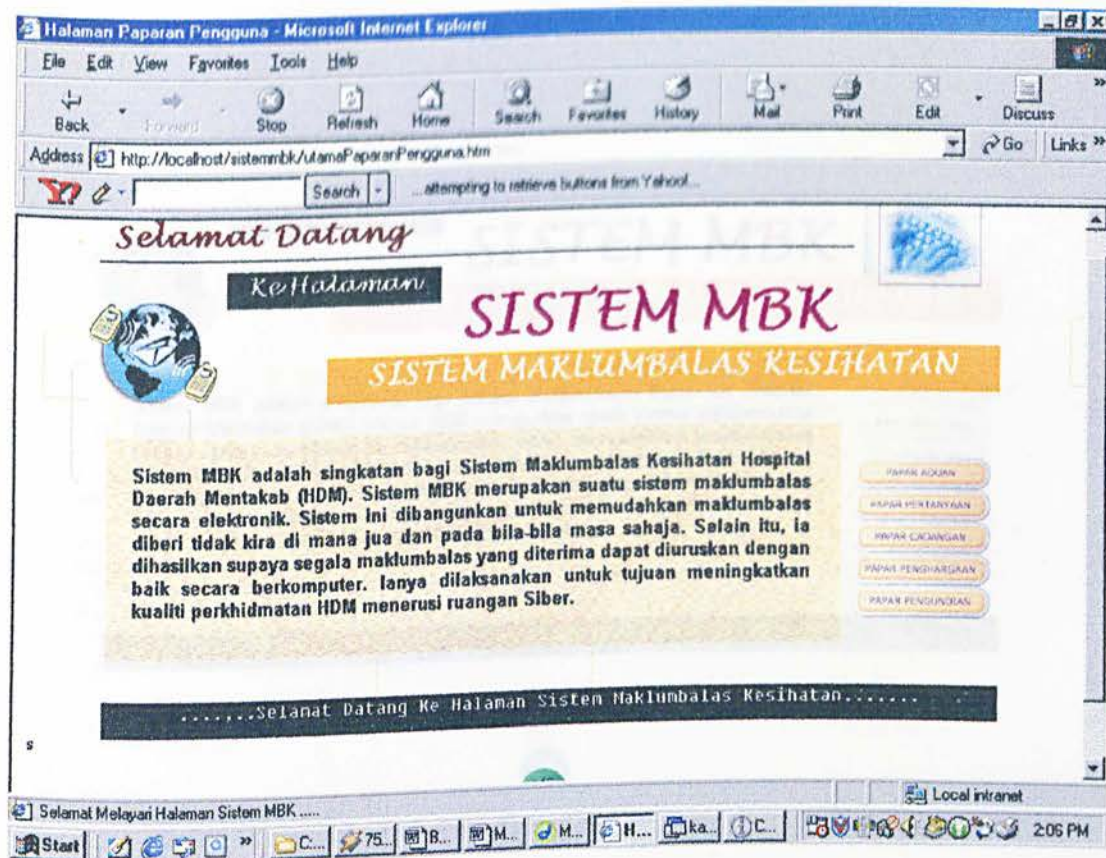 Halaman Paparan Pengguna - Microsoft Internet Explorer
File Edit View Favorites Tools Help
Back Forward Stop Refresh Home Search Favorites History Mail Print Edit Discuss »
Address http://localhost/sistemmbk/utamaPaparanPengguna.htm Go Links »
Y? Search ...attempting to retrieve buttons from Yahoo!...
Selamat Datang
Ke Halaman
SISTEM MBK
SISTEM MAKLUMBALAS KESIHATAN
Sistem MBK adalah singkatan bagi Sistem Maklumbalas Kesihatan Hospital
Daerah Mentakab (HDM). Sistem MBK merupakan suatu sistem maklumbalas
secara elektronik. Sistem ini dibangunkan untuk memudahkan maklumbalas
diberi tidak kira di mana jua dan pada bila-bila masa sahaja. Selain itu, ia
dihasilkan supaya segala maklumbalas yang diterima dapat diuruskan dengan
baik secara berkomputer. Ianya dilaksanakan untuk tujuan meningkatkan
kualiti perkhidmatan HDM menerusi ruangan Siber.
PAPAR ADUAN
PAPAR PERTANYAAN
PAPAR CADANGAN
PAPAR PENGHARGAAN
PAPAR PENGUNDIAN
.......Selamat Datang Ke Halaman Sistem Maklumbalas Kesihatan.......
s
Selamat Melayari Halaman Sistem MBK ..... Local intranet
Start » C... 75... B... M... M... H... ka... C... 2:06 PM